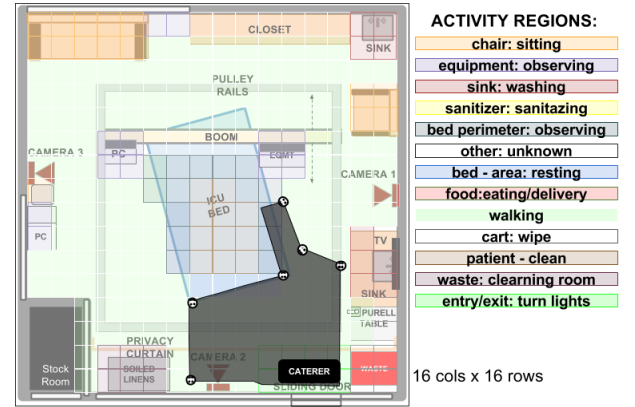 ACTIVITY REGIONS:
chair: sitting
equipment: observing
sink: washing
sanitizer: sanitazing
bed perimeter: observing
other: unknown
bed - area: resting
food:eating/delivery
walking
cart: wipe
patient - clean
waste: clearning room
entry/exit: turn lights
16 cols x 16 rows
CLOSET
SINK
PULLEY
RAILS
BOOM
PC
EQMT
CAMERA 3
CAMERA 1
ICU
BED
PC
TV
SINK
PURELL
TABLE
PRIVACY
CURTAIN
CAMERA 2
Stock
Room
SOILED
LINENS
CATERER
WASTE
SLIDING DOOR